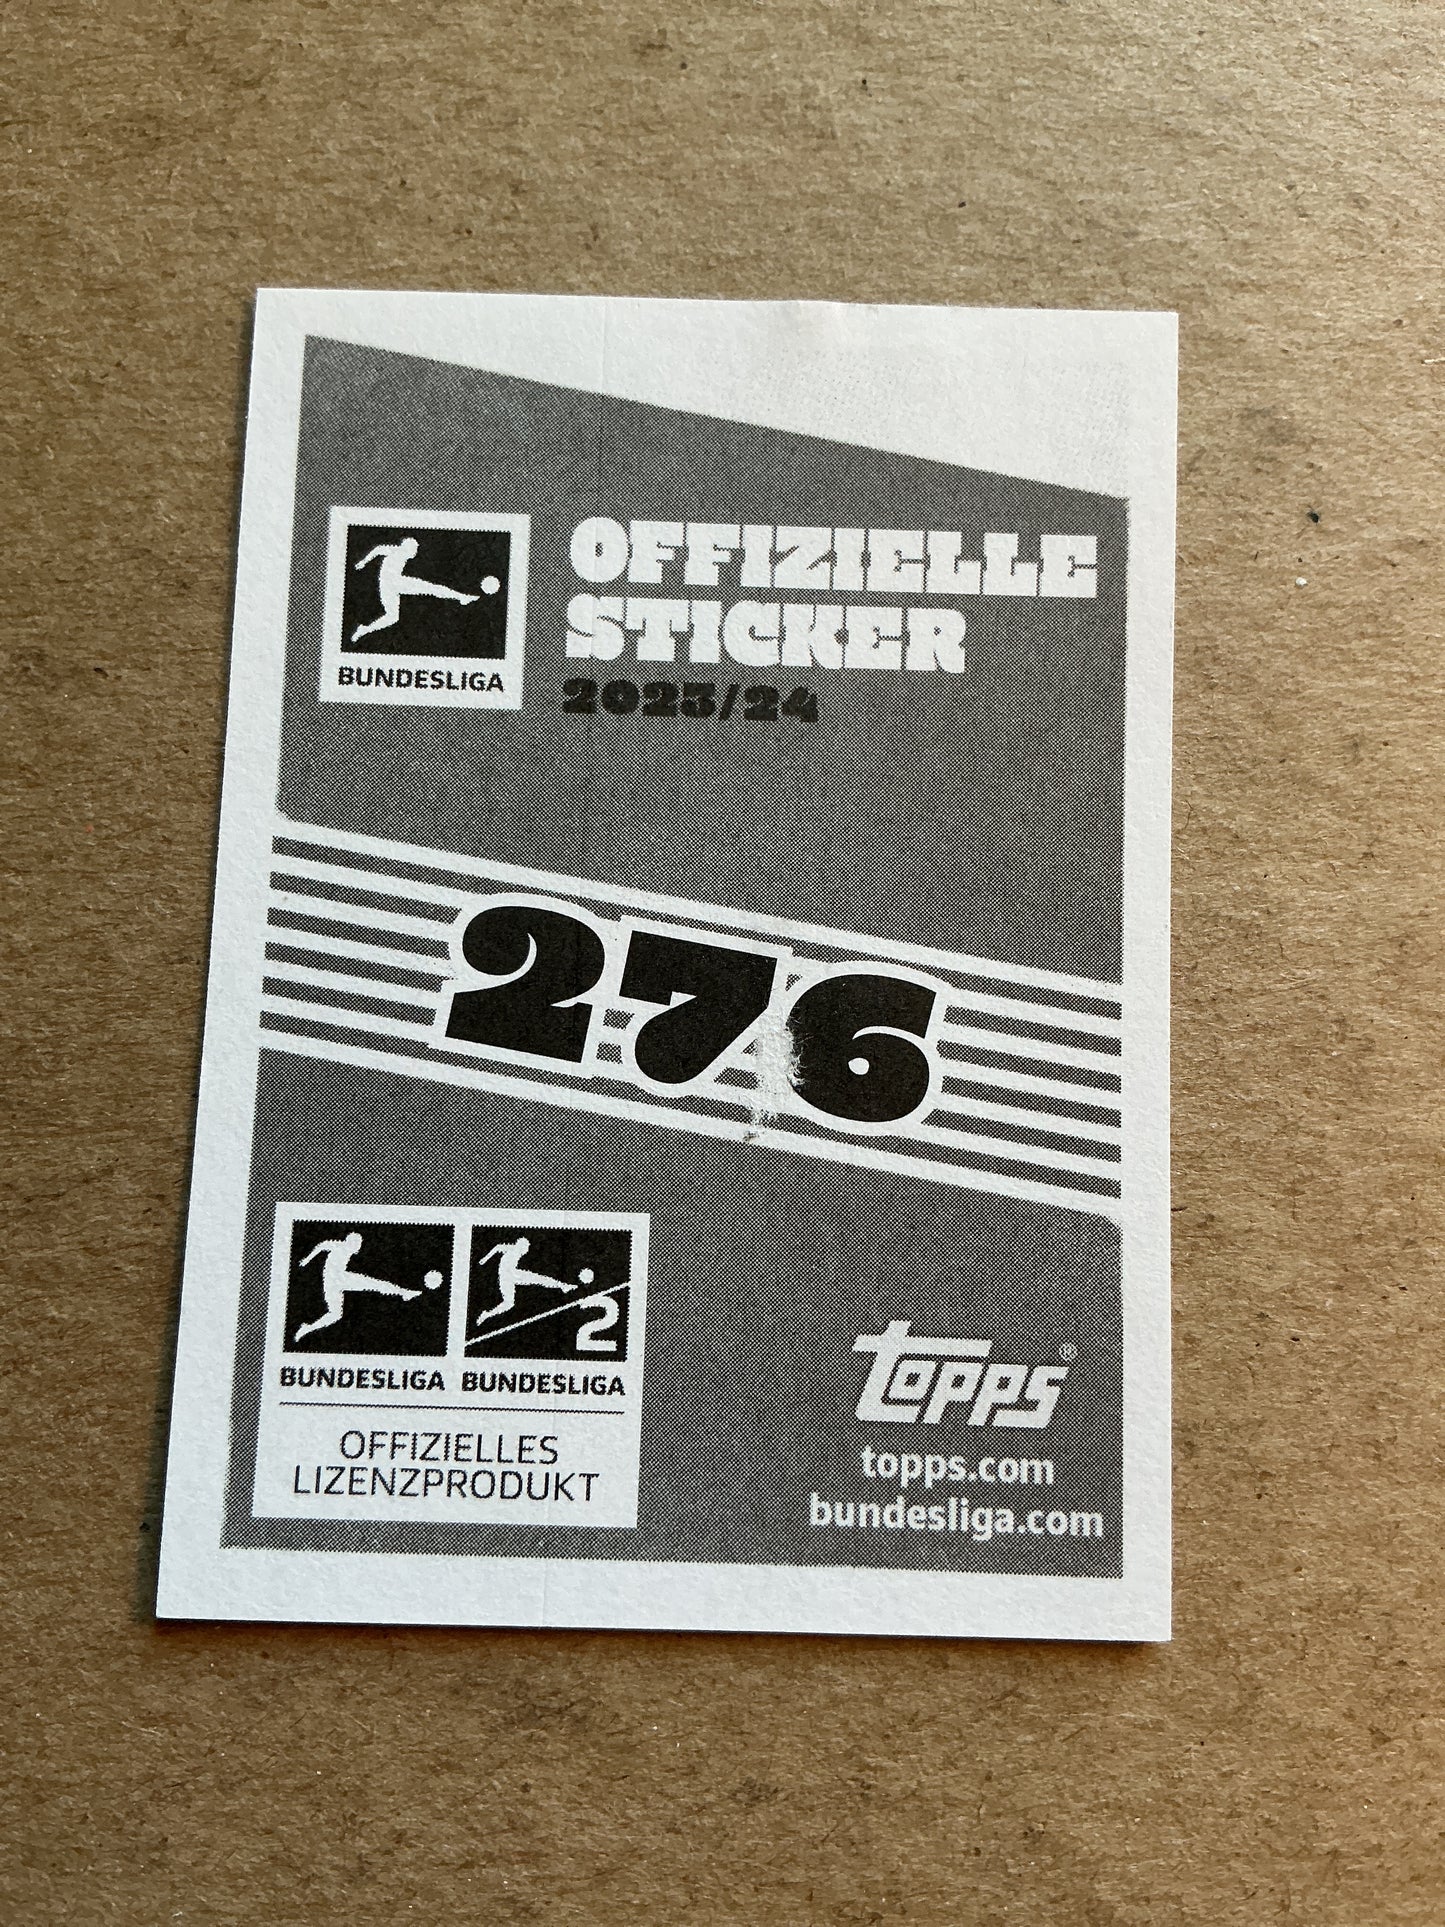 OFFIZIELLE
STICKER
2023/24
BUNDESLIGA
276
2
BUNDESLIGA BUNDESLIGA
OFFIZIELLES
LIZENZPRODUKT
topps®
topps.com
bundesliga.com